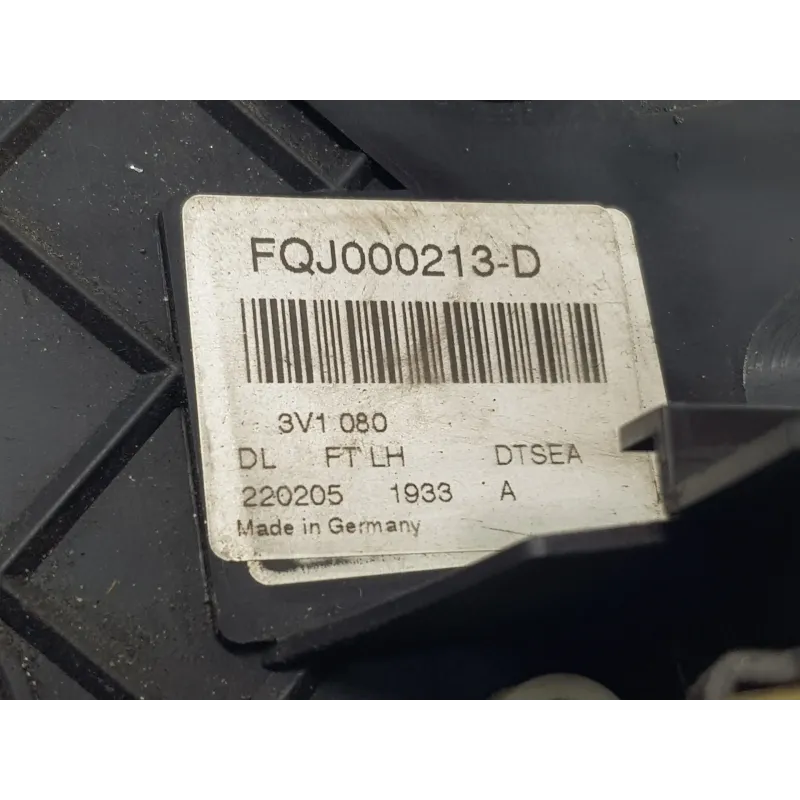 FQJ000213-D
3V1 080
DL FT LH DTSEA
220205 1933 A
Made in Germany